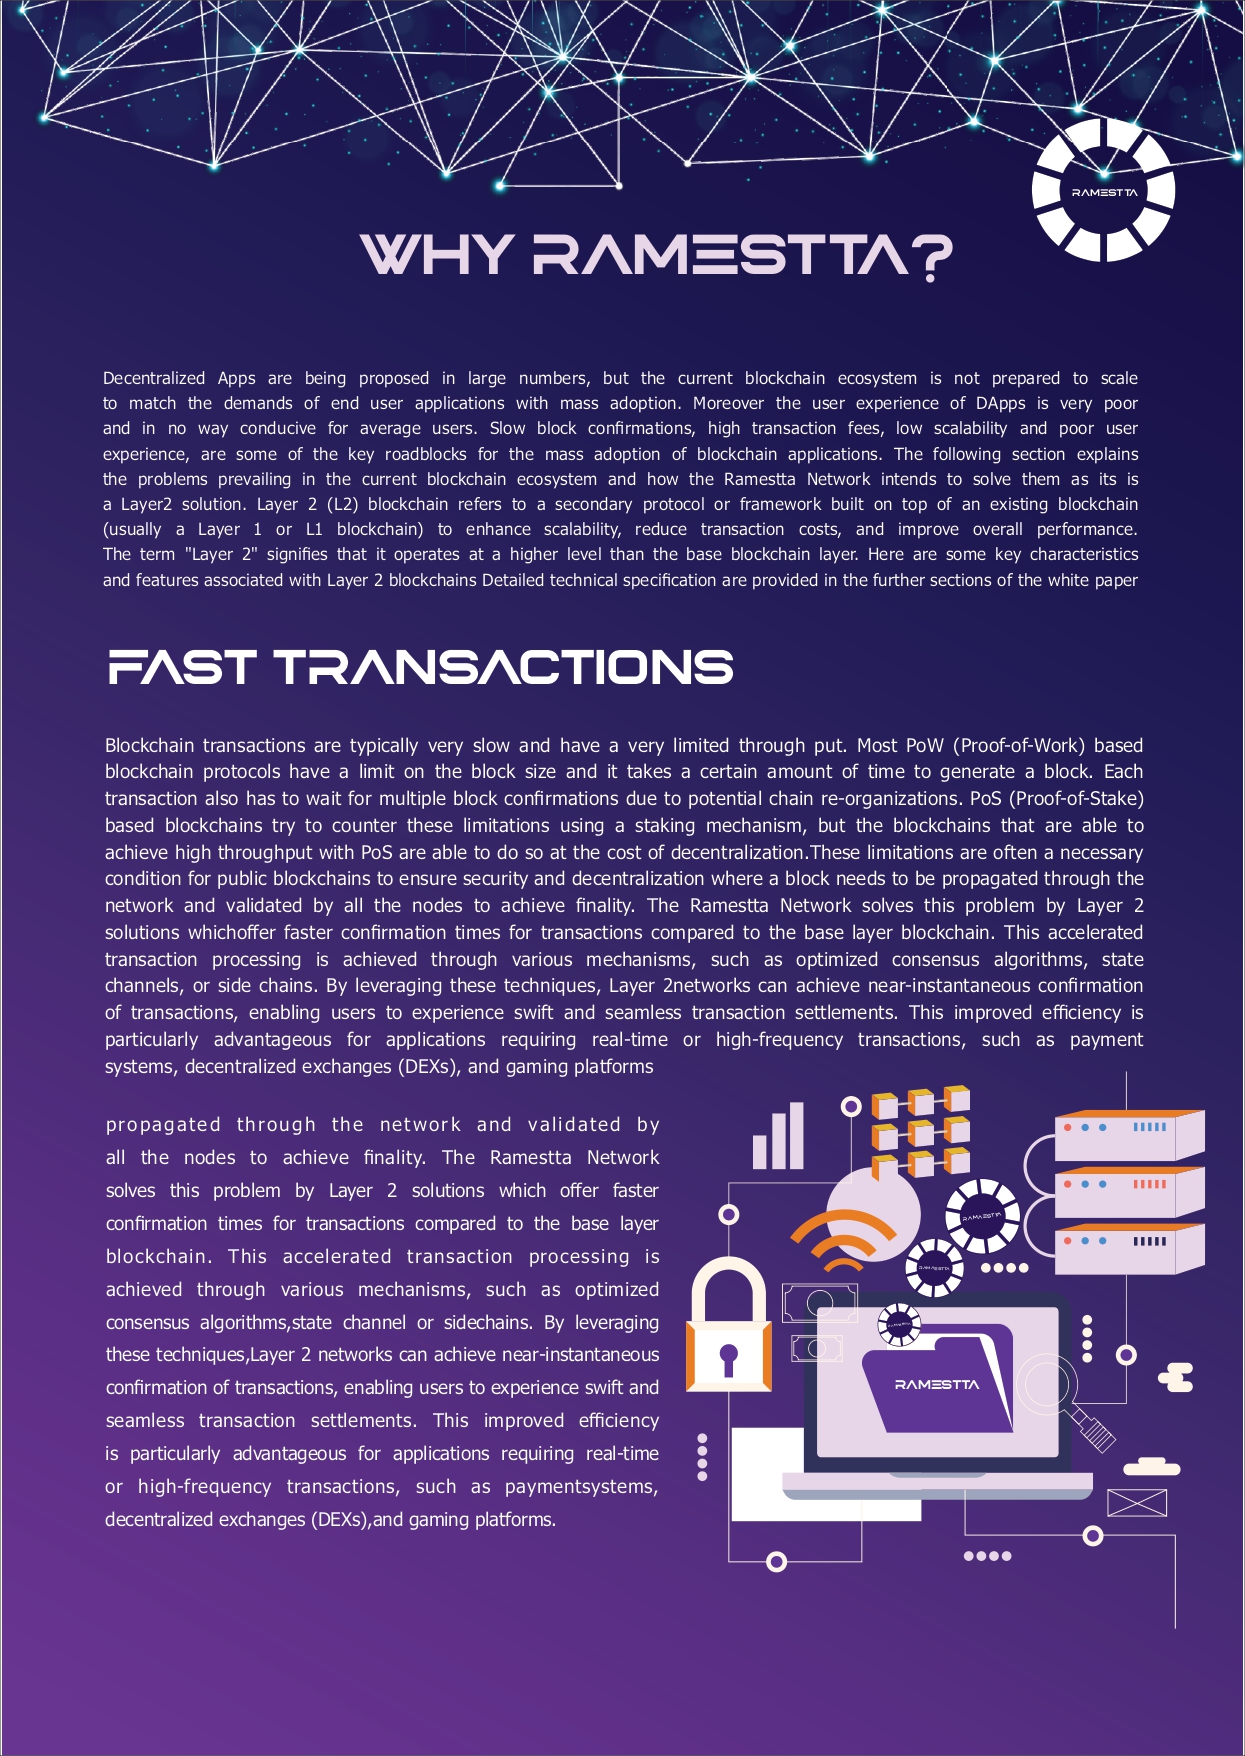 RAMESTTA
WHY RAMESTTA?
Decentralized Apps are being proposed in large numbers, but the current blockchain ecosystem is not prepared to scale
to match the demands of end user applications with mass adoption. Moreover the user experience of DApps is very poor
and in no way conducive for average users. Slow block confirmations, high transaction fees, low scalability and poor user
experience, are some of the key roadblocks for the mass adoption of blockchain applications. The following section explains
the problems prevailing in the current blockchain ecosystem and how the Ramestta Network intends to solve them as its is
a Layer2 solution. Layer 2 (L2) blockchain refers to a secondary protocol or framework built on top of an existing blockchain
(usually a Layer 1 or L1 blockchain) to enhance scalability, reduce transaction costs, and improve overall performance.
The term "Layer 2" signifies that it operates at a higher level than the base blockchain layer. Here are some key characteristics
and features associated with Layer 2 blockchains Detailed technical specification are provided in the further sections of the white paper
FAST TRANSACTIONS
Blockchain transactions are typically very slow and have a very limited through put. Most PoW (Proof-of-Work) based
blockchain protocols have a limit on the block size and it takes a certain amount of time to generate a block. Each
transaction also has to wait for multiple block confirmations due to potential chain re-organizations. PoS (Proof-of-Stake)
based blockchains try to counter these limitations using a staking mechanism, but the blockchains that are able to
achieve high throughput with PoS are able to do so at the cost of decentralization.These limitations are often a necessary
condition for public blockchains to ensure security and decentralization where a block needs to be propagated through the
network and validated by all the nodes to achieve finality. The Ramestta Network solves this problem by Layer 2
solutions whichoffer faster confirmation times for transactions compared to the base layer blockchain. This accelerated
transaction processing is achieved through various mechanisms, such as optimized consensus algorithms, state
channels, or side chains. By leveraging these techniques, Layer 2networks can achieve near-instantaneous confirmation
of transactions, enabling users to experience swift and seamless transaction settlements. This improved efficiency is
particularly advantageous for applications requiring real-time or high-frequency transactions, such as payment
systems, decentralized exchanges (DEXs), and gaming platforms
propagated through the network and validated by
all the nodes to achieve finality. The Ramestta Network
solves this problem by Layer 2 solutions which offer faster
confirmation times for transactions compared to the base layer
blockchain. This accelerated transaction processing is
achieved through various mechanisms, such as optimized
consensus algorithms,state channel or sidechains. By leveraging
these techniques,Layer 2 networks can achieve near-instantaneous
confirmation of transactions, enabling users to experience swift and
seamless transaction settlements. This improved efficiency
is particularly advantageous for applications requiring real-time
or high-frequency transactions, such as paymentsystems,
decentralized exchanges (DEXs),and gaming platforms.
RAMAESTTA
RAMAESTTA
RAMESTTA